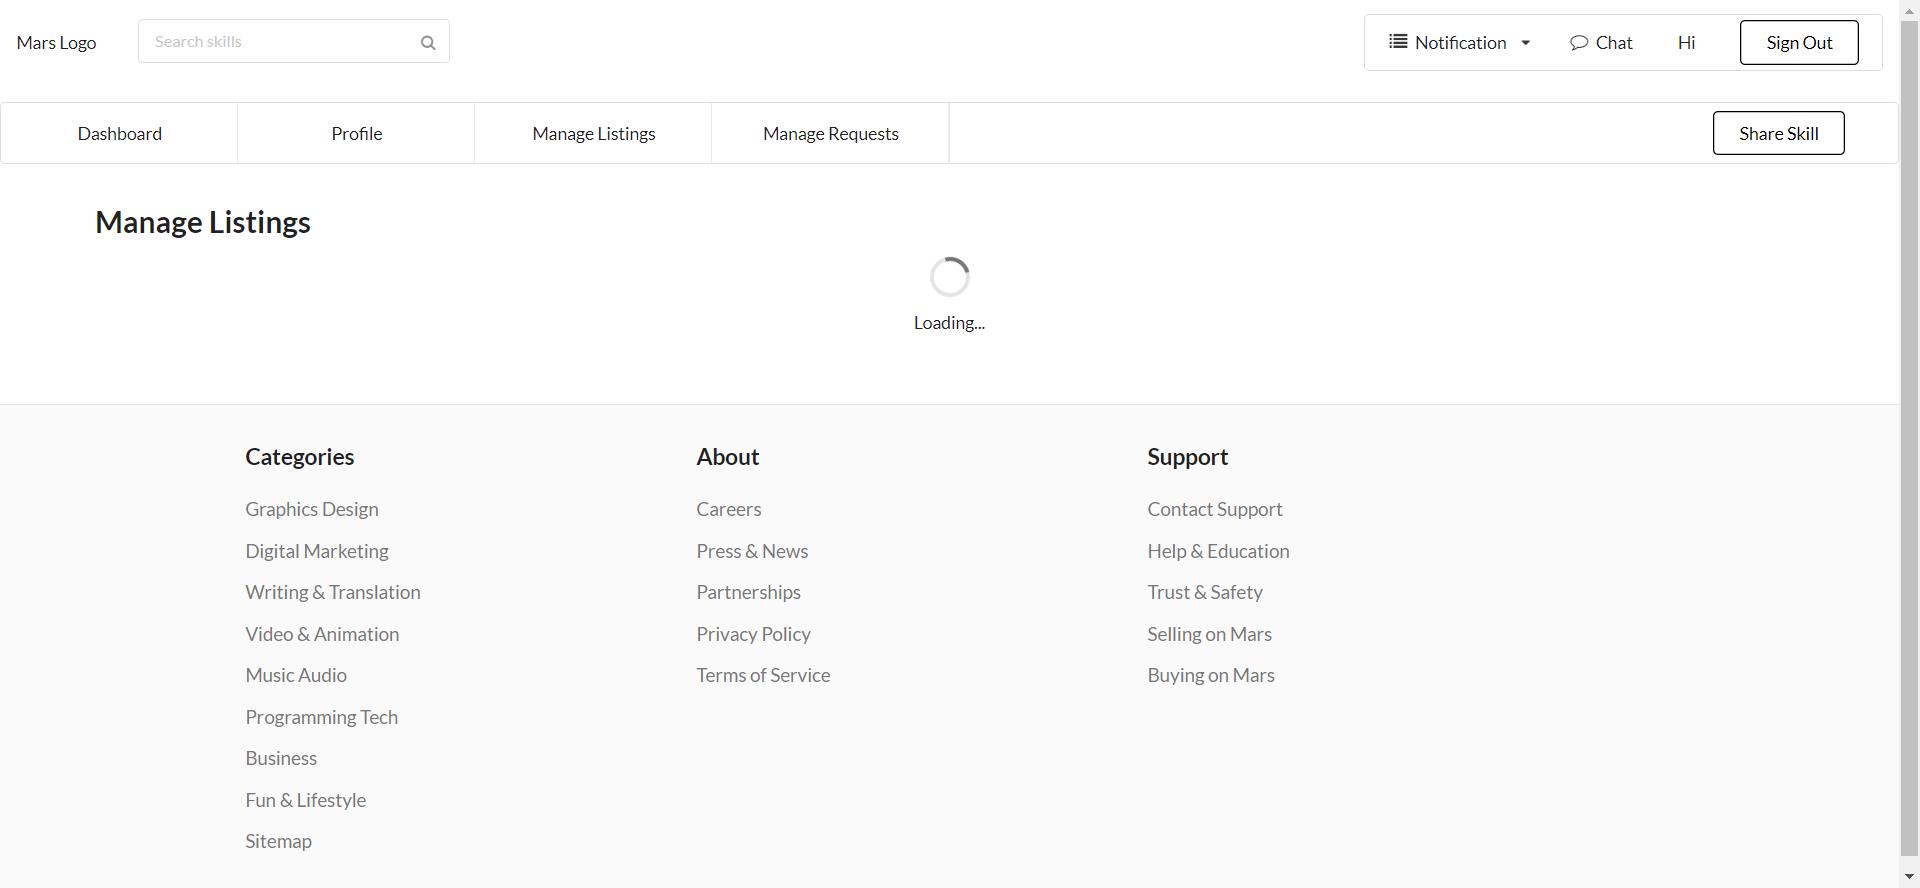 Mars Logo
Search skills
Notification
Chat
Hi
Sign Out
Dashboard
Profile
Manage Listings
Manage Requests
Share Skill
Manage Listings
Loading...
Categories
Graphics Design
Digital Marketing
Writing & Translation
Video & Animation
Music Audio
Programming Tech
Business
Fun & Lifestyle
Sitemap
About
Careers
Press & News
Partnerships
Privacy Policy
Terms of Service
Support
Contact Support
Help & Education
Trust & Safety
Selling on Mars
Buying on Mars